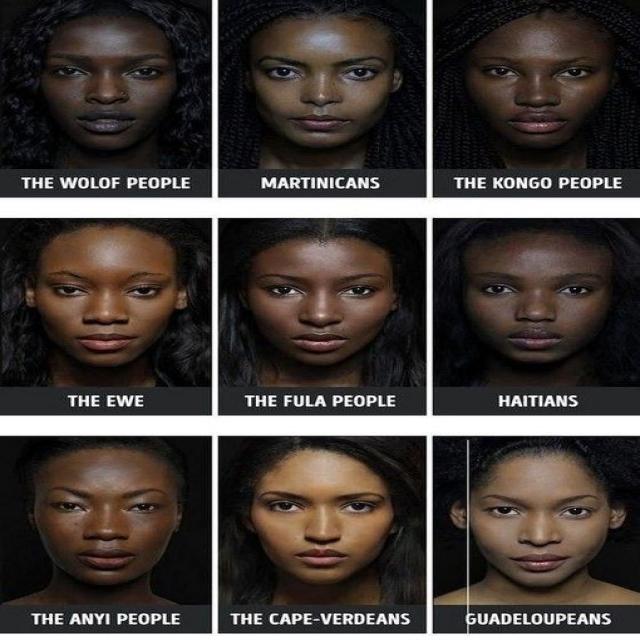 THE WOLOF PEOPLE
MARTINICANS
THE KONGO PEOPLE
THE EWE
THE FULA PEOPLE
HAITIANS
THE ANYI PEOPLE
THE CAPE-VERDEANS
GUADELOUPEANS